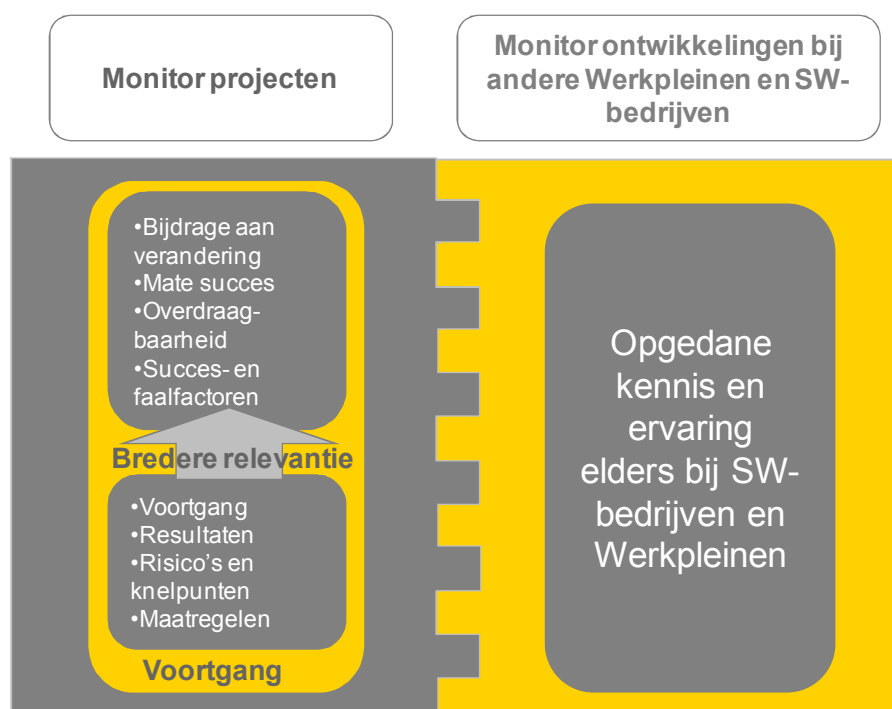 Monitor projecten
Monitor ontwikkelingen bij
andere Werkpleinen en SW-
bedrijven
•Bijdrage aan
verandering
•Mate succes
•Overdraag-
baarheid
•Succes- en
faalfactoren
Bredere relevantie
•Voortgang
•Resultaten
•Risico’s en
knelpunten
•Maatregelen
Voortgang
Opgedane
kennis en
ervaring
elders bij SW-
bedrijven en
Werkpleinen